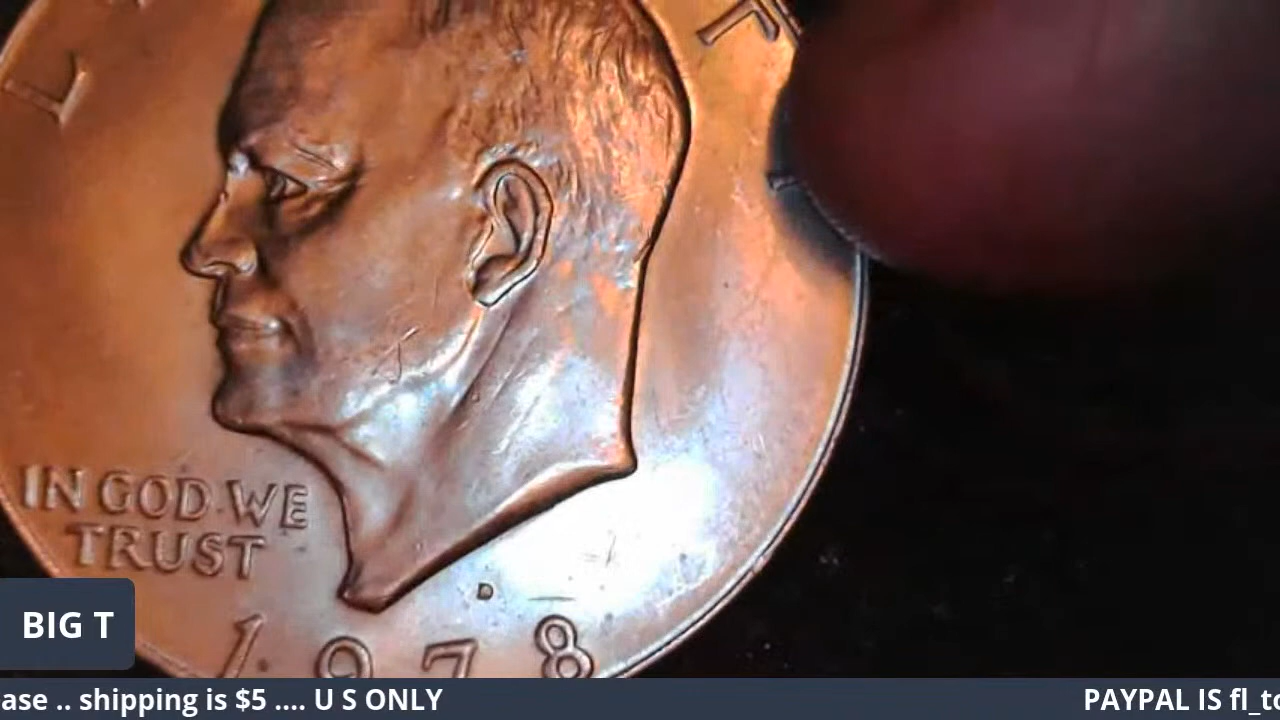 L
T
IN GOD WE
TRUST
BIG T
1978
ase .. shipping is $5 .... U S ONLY
PAYPAL IS fl_to